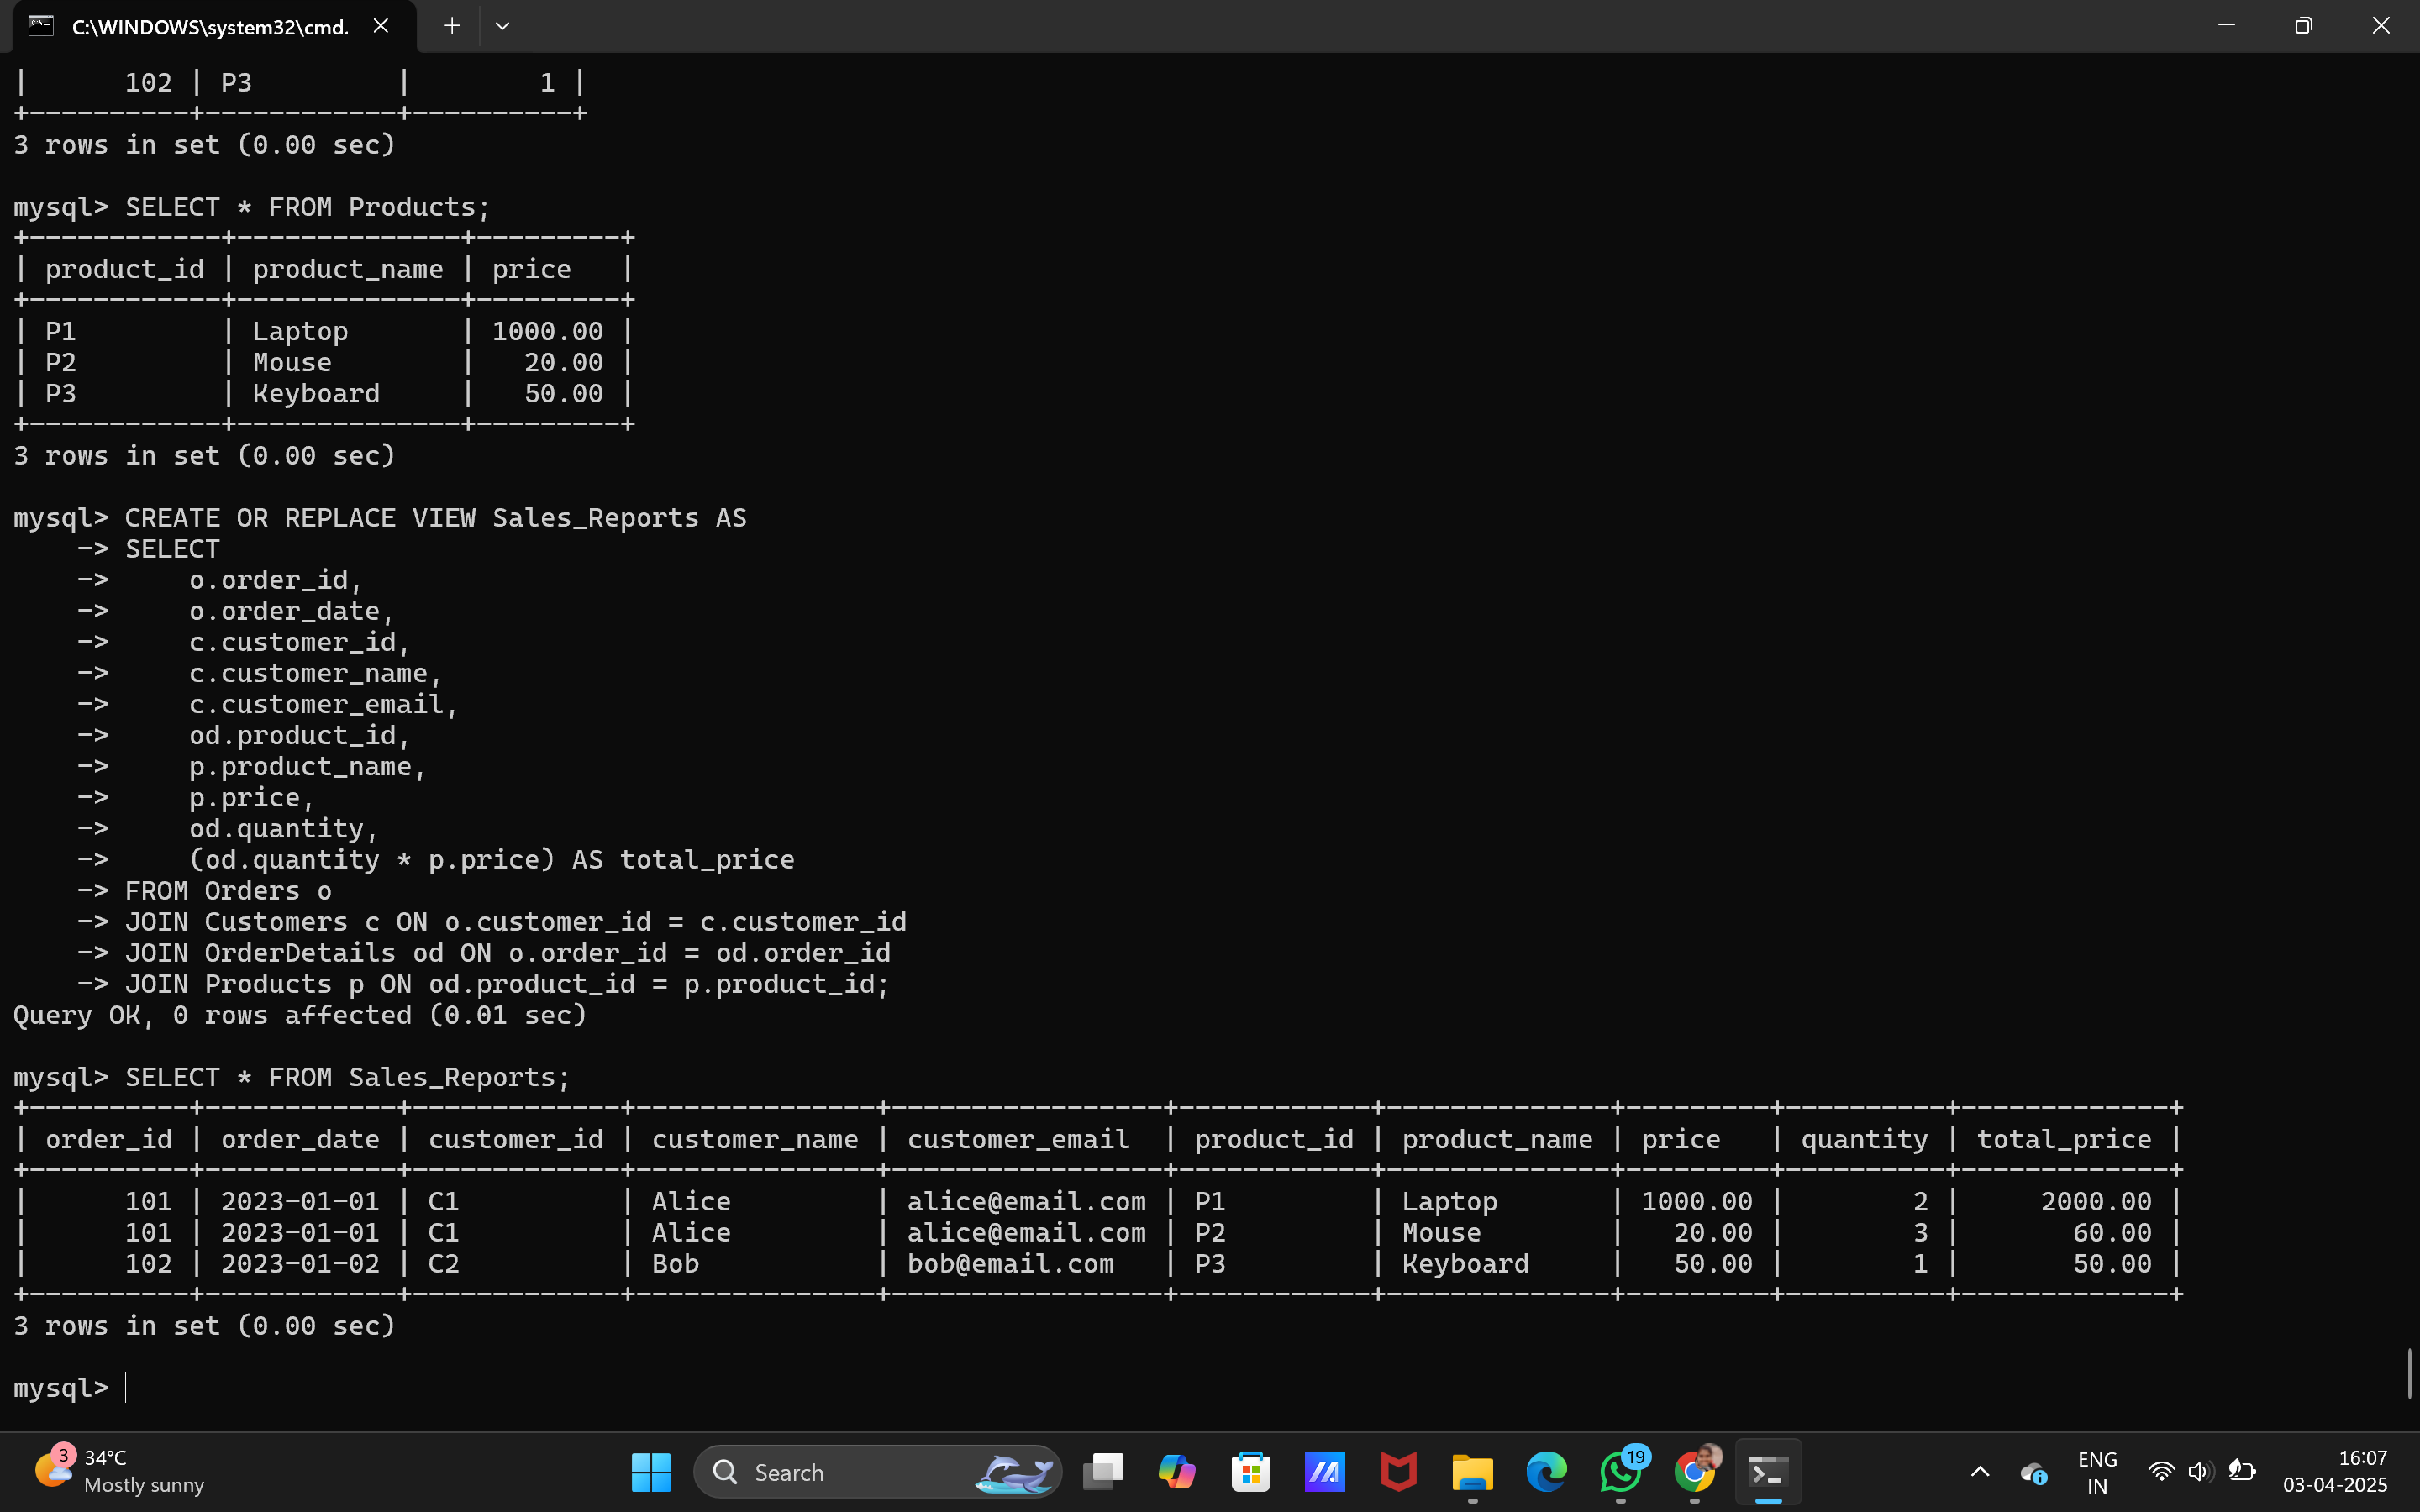 C:\WINDOWS\system32\cmd.
|      102 | P3         |        1 |
+----------+------------+----------+
3 rows in set (0.00 sec)
mysql> SELECT * FROM Products;
+------------+--------------+---------+
| product_id | product_name | price   |
+------------+--------------+---------+
| P1         | Laptop       | 1000.00 |
| P2         | Mouse        |   20.00 |
| P3         | Keyboard     |   50.00 |
+------------+--------------+---------+
3 rows in set (0.00 sec)
mysql> CREATE OR REPLACE VIEW Sales_Reports AS
    -> SELECT
    ->     o.order_id,
    ->     o.order_date,
    ->     c.customer_id,
    ->     c.customer_name,
    ->     c.customer_email,
    ->     od.product_id,
    ->     p.product_name,
    ->     p.price,
    ->     od.quantity,
    ->     (od.quantity * p.price) AS total_price
    -> FROM Orders o
    -> JOIN Customers c ON o.customer_id = c.customer_id
    -> JOIN OrderDetails od ON o.order_id = od.order_id
    -> JOIN Products p ON od.product_id = p.product_id;
Query OK, 0 rows affected (0.01 sec)
mysql> SELECT * FROM Sales_Reports;
+----------+------------+-------------+---------------+-----------------+------------+--------------+---------+----------+-------------+
| order_id | order_date | customer_id | customer_name | customer_email  | product_id | product_name | price   | quantity | total_price |
+----------+------------+-------------+---------------+-----------------+------------+--------------+---------+----------+-------------+
|      101 | 2023-01-01 | C1          | Alice         | alice@email.com | P1         | Laptop       | 1000.00 |        2 |     2000.00 |
|      101 | 2023-01-01 | C1          | Alice         | alice@email.com | P2         | Mouse        |   20.00 |        3 |       60.00 |
|      102 | 2023-01-02 | C2          | Bob           | bob@email.com   | P3         | Keyboard     |   50.00 |        1 |       50.00 |
+----------+------------+-------------+---------------+-----------------+------------+--------------+---------+----------+-------------+
3 rows in set (0.00 sec)
mysql>
3
34°C
Mostly sunny
Search
19
ENG
IN
16:07
03-04-2025